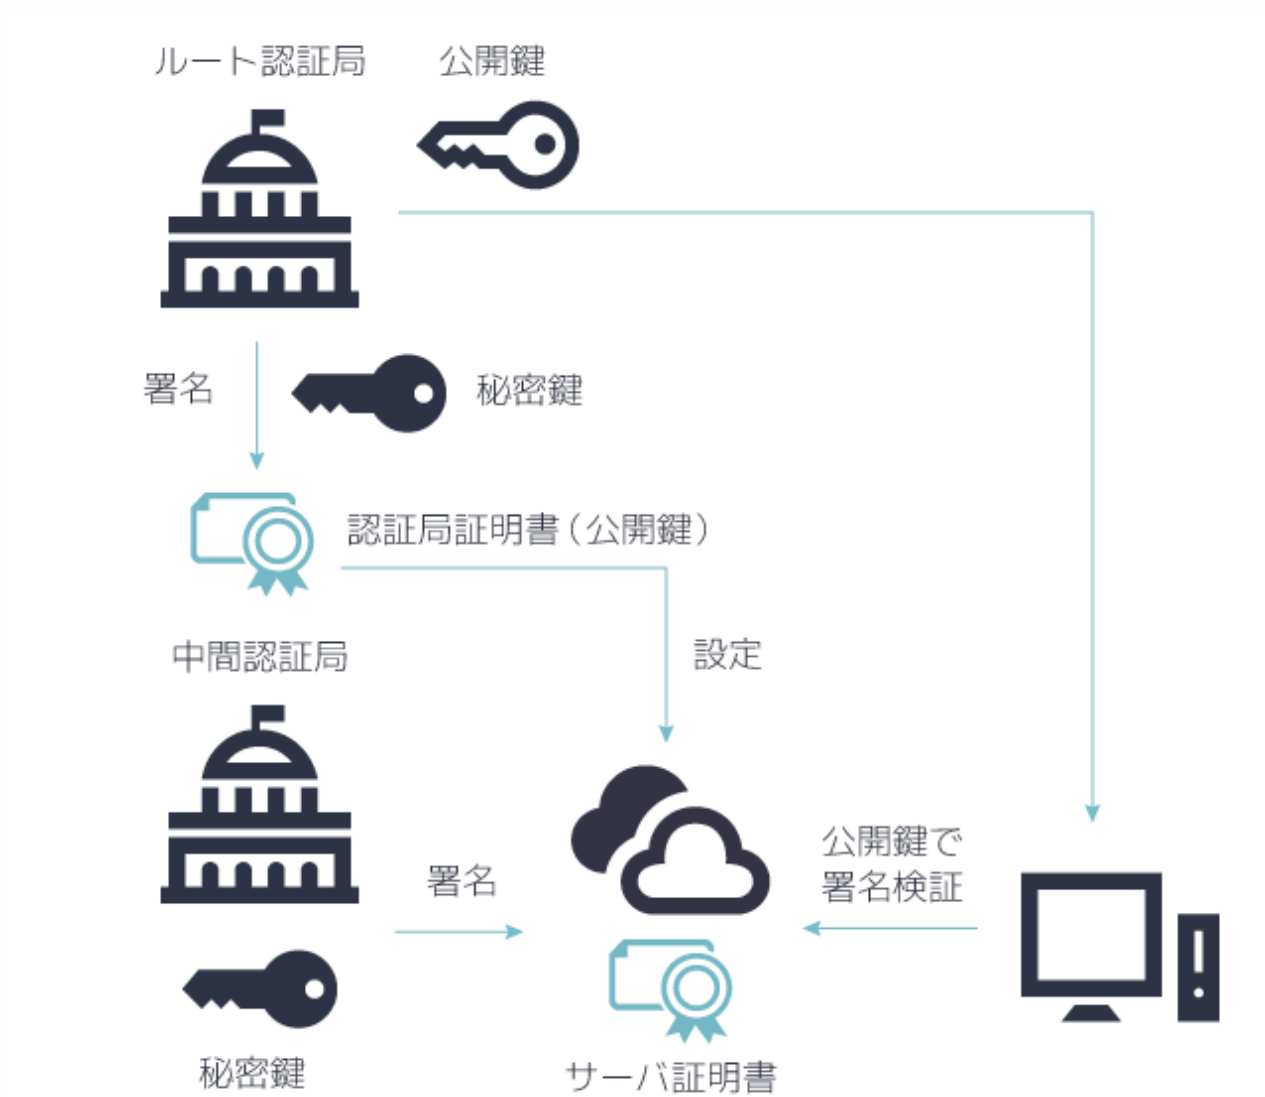 ルート認証局
公開鍵
署名
秘密鍵
認証局証明書（公開鍵）
中間認証局
設定
署名
公開鍵で
署名検証
秘密鍵
サーバ証明書